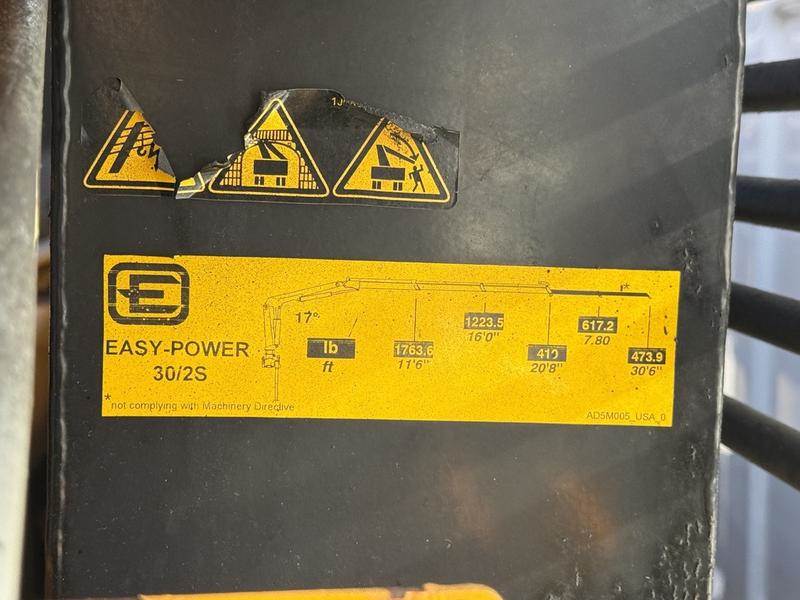 E
EASY-POWER
30/2S
17°
lb
ft
1763.6
11'6"
1223.5
16'0"
20'8"
617.2
7.80
473.9
30'6"
*
*not complying with Machinery Directive
AD5M005_USA_0